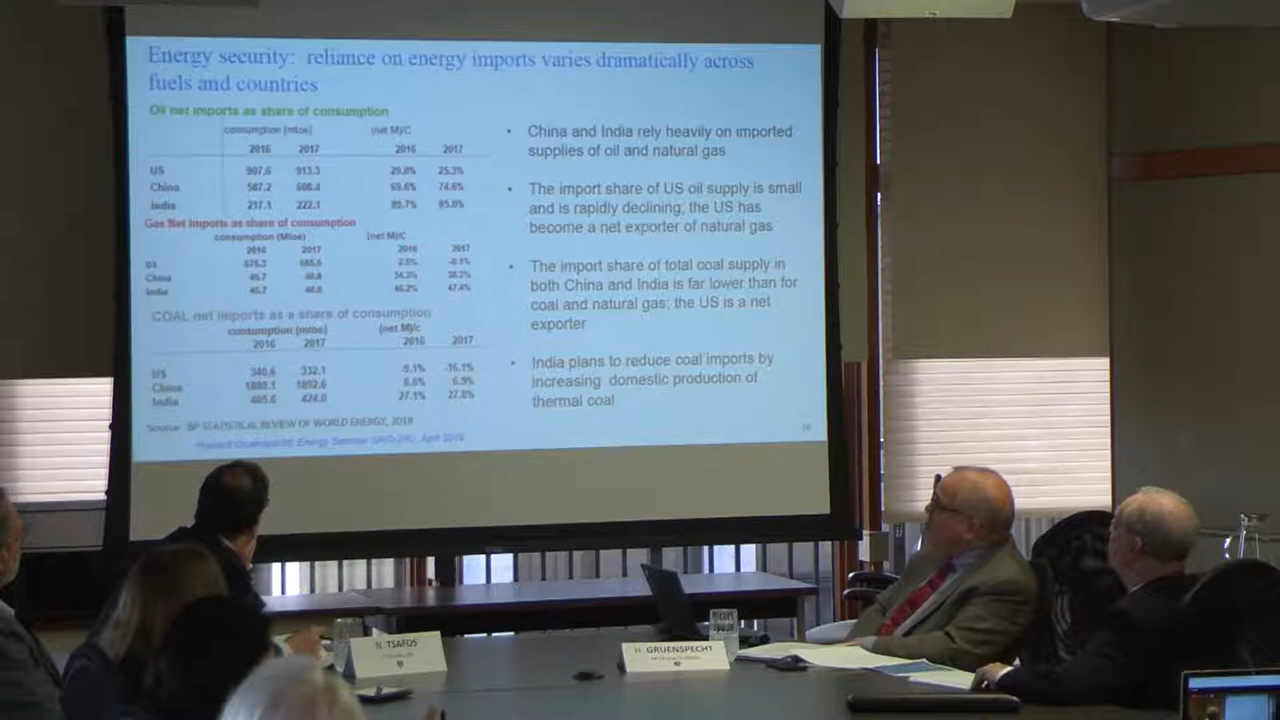 Energy security: reliance on energy imports varies dramatically across
fuels and countries
Oil net imports as share of consumption
consumption (mtoe) (net M)/C
2016 2017 2016 2017
US 907.6 913.3 29.0% 25.3%
China 587.2 608.4 69.6% 74.6%
India 217.1 222.1 85.0%
Gas Net Imports as share of consumption
consumption (Mtoe) (net M)/C
2016 2017 2016 2017
US
China
India 47.4%
COAL net imports as a share of consumption
consumption (mtoe) (net M)/c
2016 2017 2016 2017
US 340.6 332.1 -9.1% -16.1%
China 1889.1 1892.6 6.6% 6.9%
India 405.6 424.0 27.1% 27.8%
Source: BP STATISTICAL REVIEW OF WORLD ENERGY, 2018
• China and India rely heavily on imported
supplies of oil and natural gas
• The import share of US oil supply is small
and is rapidly declining; the US has
become a net exporter of natural gas
• The import share of total coal supply in
both China and India is far lower than for
coal and natural gas; the US is a net
exporter
• India plans to reduce coal imports by
increasing domestic production of
thermal coal
N. TSAFOS
H. GRUENSPECHT